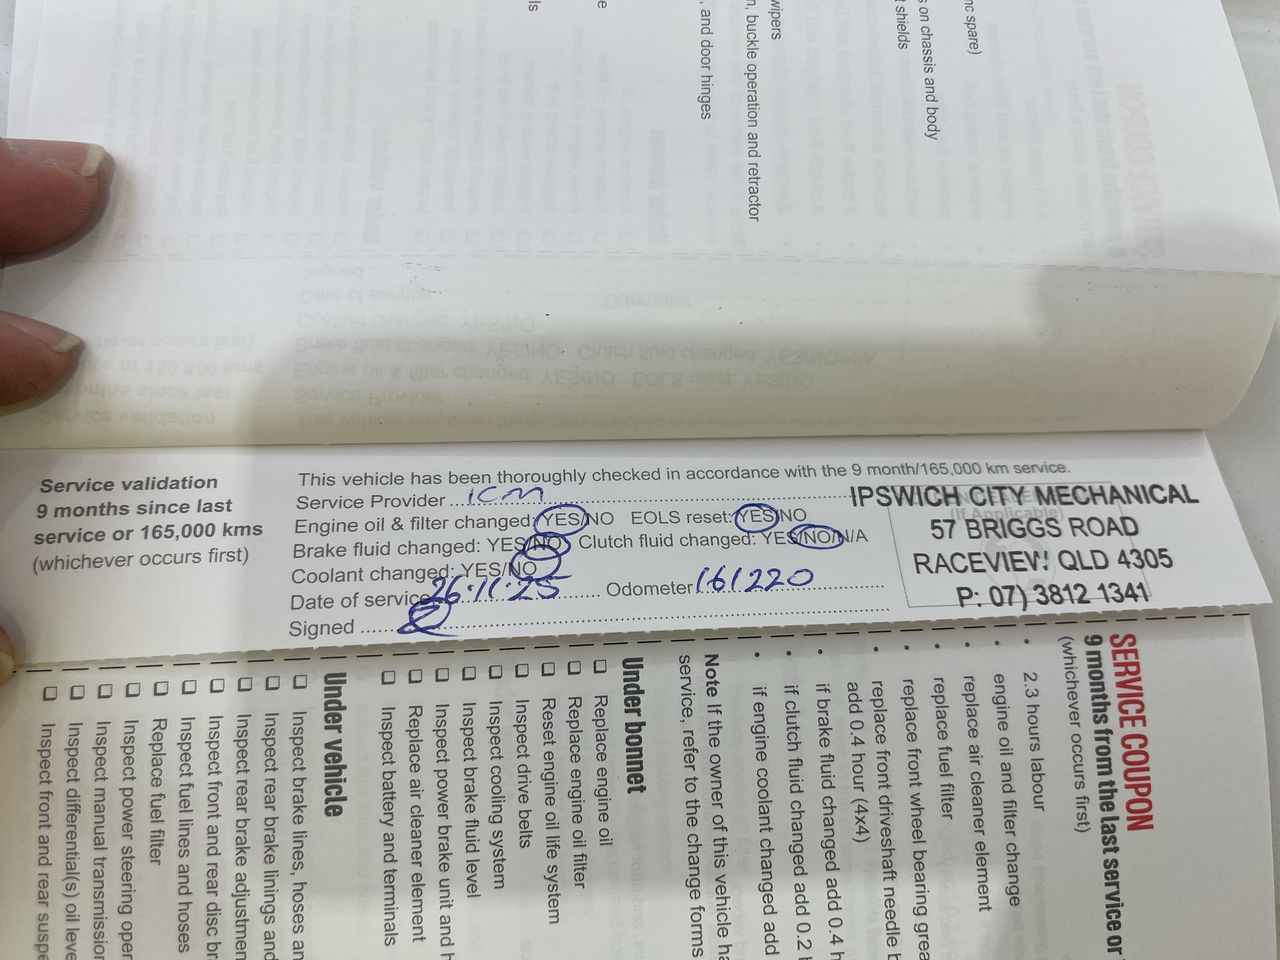 ls
e
, and door hinges
n, buckle operation and retractor
wipers
t shields
s on chassis and body
nc spare)
Service validation
9 months since last
service or 165,000 kms
(whichever occurs first)
This vehicle has been thoroughly checked in accordance with the 9 month/165,000 km service.
Service Provider ICM
Engine oil & filter changed: YES/NO EOLS reset: YES/NO
Brake fluid changed: YES/NO Clutch fluid changed: YES/NO/N/A
Coolant changed: YES/NO
Date of service 26.11.25 Odometer 161220
Signed
IPSWICH CITY MECHANICAL
(If Applicable)
57 BRIGGS ROAD
RACEVIEW QLD 4305
P: 07) 3812 1341
SERVICE COUPON
9 months from the last service or
(whichever occurs first)
• 2.3 hours labour
• engine oil and filter change
• replace air cleaner element
• replace fuel filter
• replace front wheel bearing grea
• replace front driveshaft needle b
add 0.4 hour (4x4)
• if brake fluid changed add 0.4 h
• if clutch fluid changed add 0.2 h
• if engine coolant changed add
Note If the owner of this vehicle ha
service, refer to the change forms
Under bonnet
❏ Replace engine oil
❏ Replace engine oil filter
❏ Reset engine oil life system
❏ Inspect drive belts
❏ Inspect cooling system
❏ Inspect brake fluid level
❏ Inspect power brake unit and h
❏ Replace air cleaner element
❏ Inspect battery and terminals
Under vehicle
❏ Inspect brake lines, hoses an
❏ Inspect rear brake linings and
❏ Inspect rear brake adjustmen
❏ Inspect front and rear disc br
❏ Inspect fuel lines and hoses
❏ Replace fuel filter
❏ Inspect power steering oper
❏ Inspect manual transmission
❏ Inspect differential(s) oil leve
❏ Inspect front and rear suspe